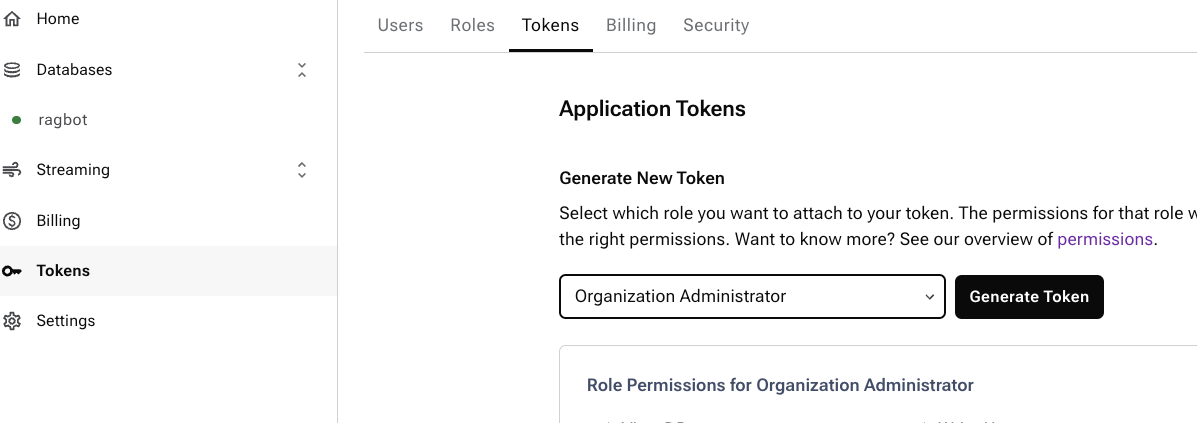 Home
Databases
ragbot
Streaming
Billing
Tokens
Settings
Users Roles Tokens Billing Security
Application Tokens
Generate New Token
Select which role you want to attach to your token. The permissions for that role
the right permissions. Want to know more? See our overview of permissions.
Organization Administrator
Generate Token
Role Permissions for Organization Administrator